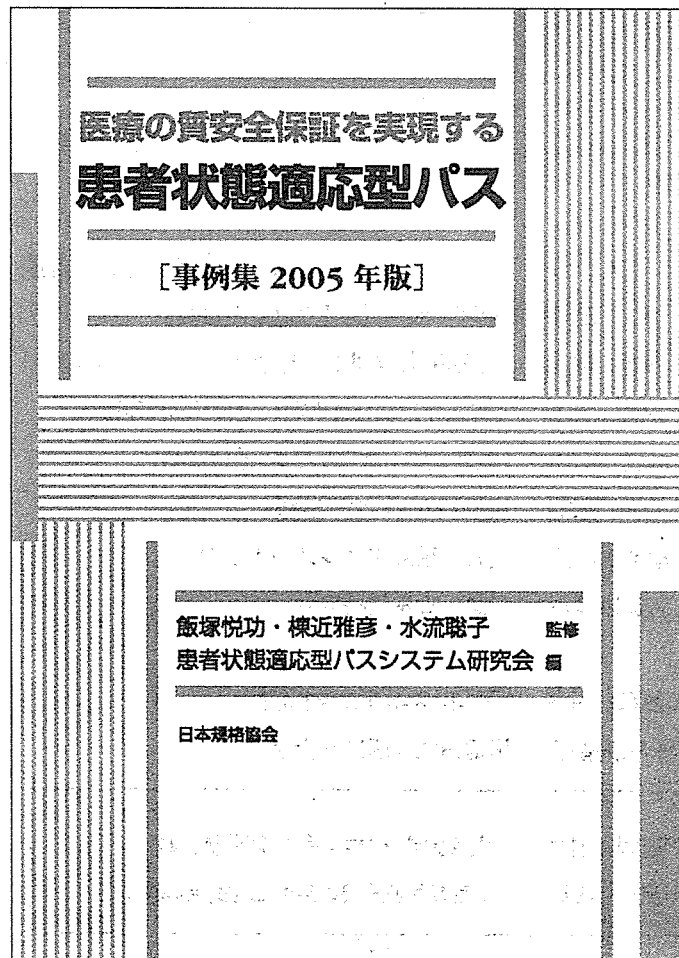 医療の質安全保証を実現する
患者状態適応型パス
［事例集 2005 年版］
飯塚悦功・棟近雅彦・水流聡子 監修
患者状態適応型パスシステム研究会 編
日本規格協会